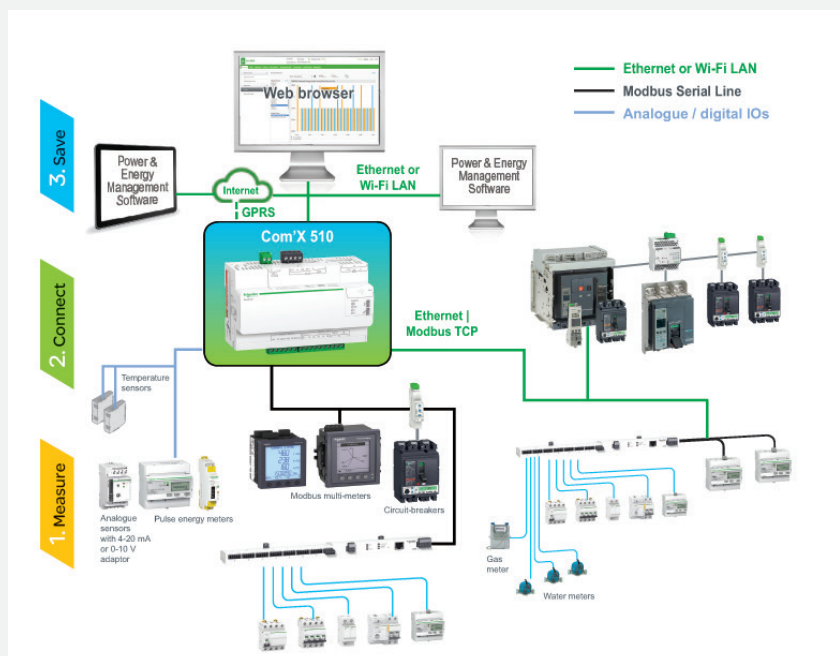 Ethernet or Wi-Fi LAN
Modbus Serial Line
Analogue / digital IOs
Web browser
3. Save
Power &
Energy
Management
Software
Internet
GPRS
Ethernet or
Wi-Fi LAN
Power & Energy
Management
Software
Com'X 510
2. Connect
Ethernet |
Modbus TCP
Temperature
sensors
1. Measure
Analogue
sensors
with 4-20 mA
or 0-10 V
adaptor
Pulse energy meters
Modbus multi-meters
Circuit-breakers
Gas
meter
Water meters